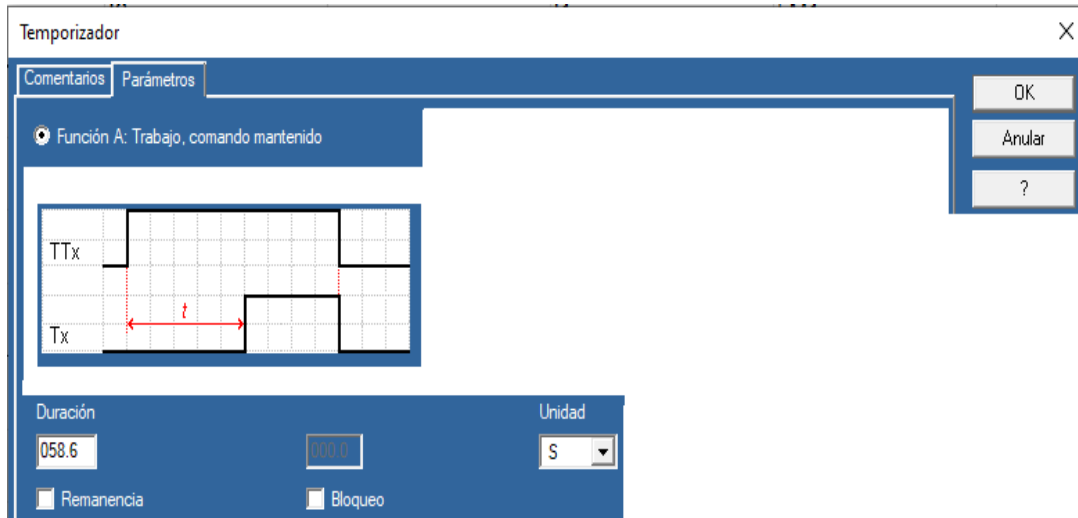 Temporizador
Comentarios Parámetros
OK
Función A: Trabajo, comando mantenido
Anular
?
TTx
t
Tx
Duración Unidad
058.6 000.0 S
Remanencia Bloqueo